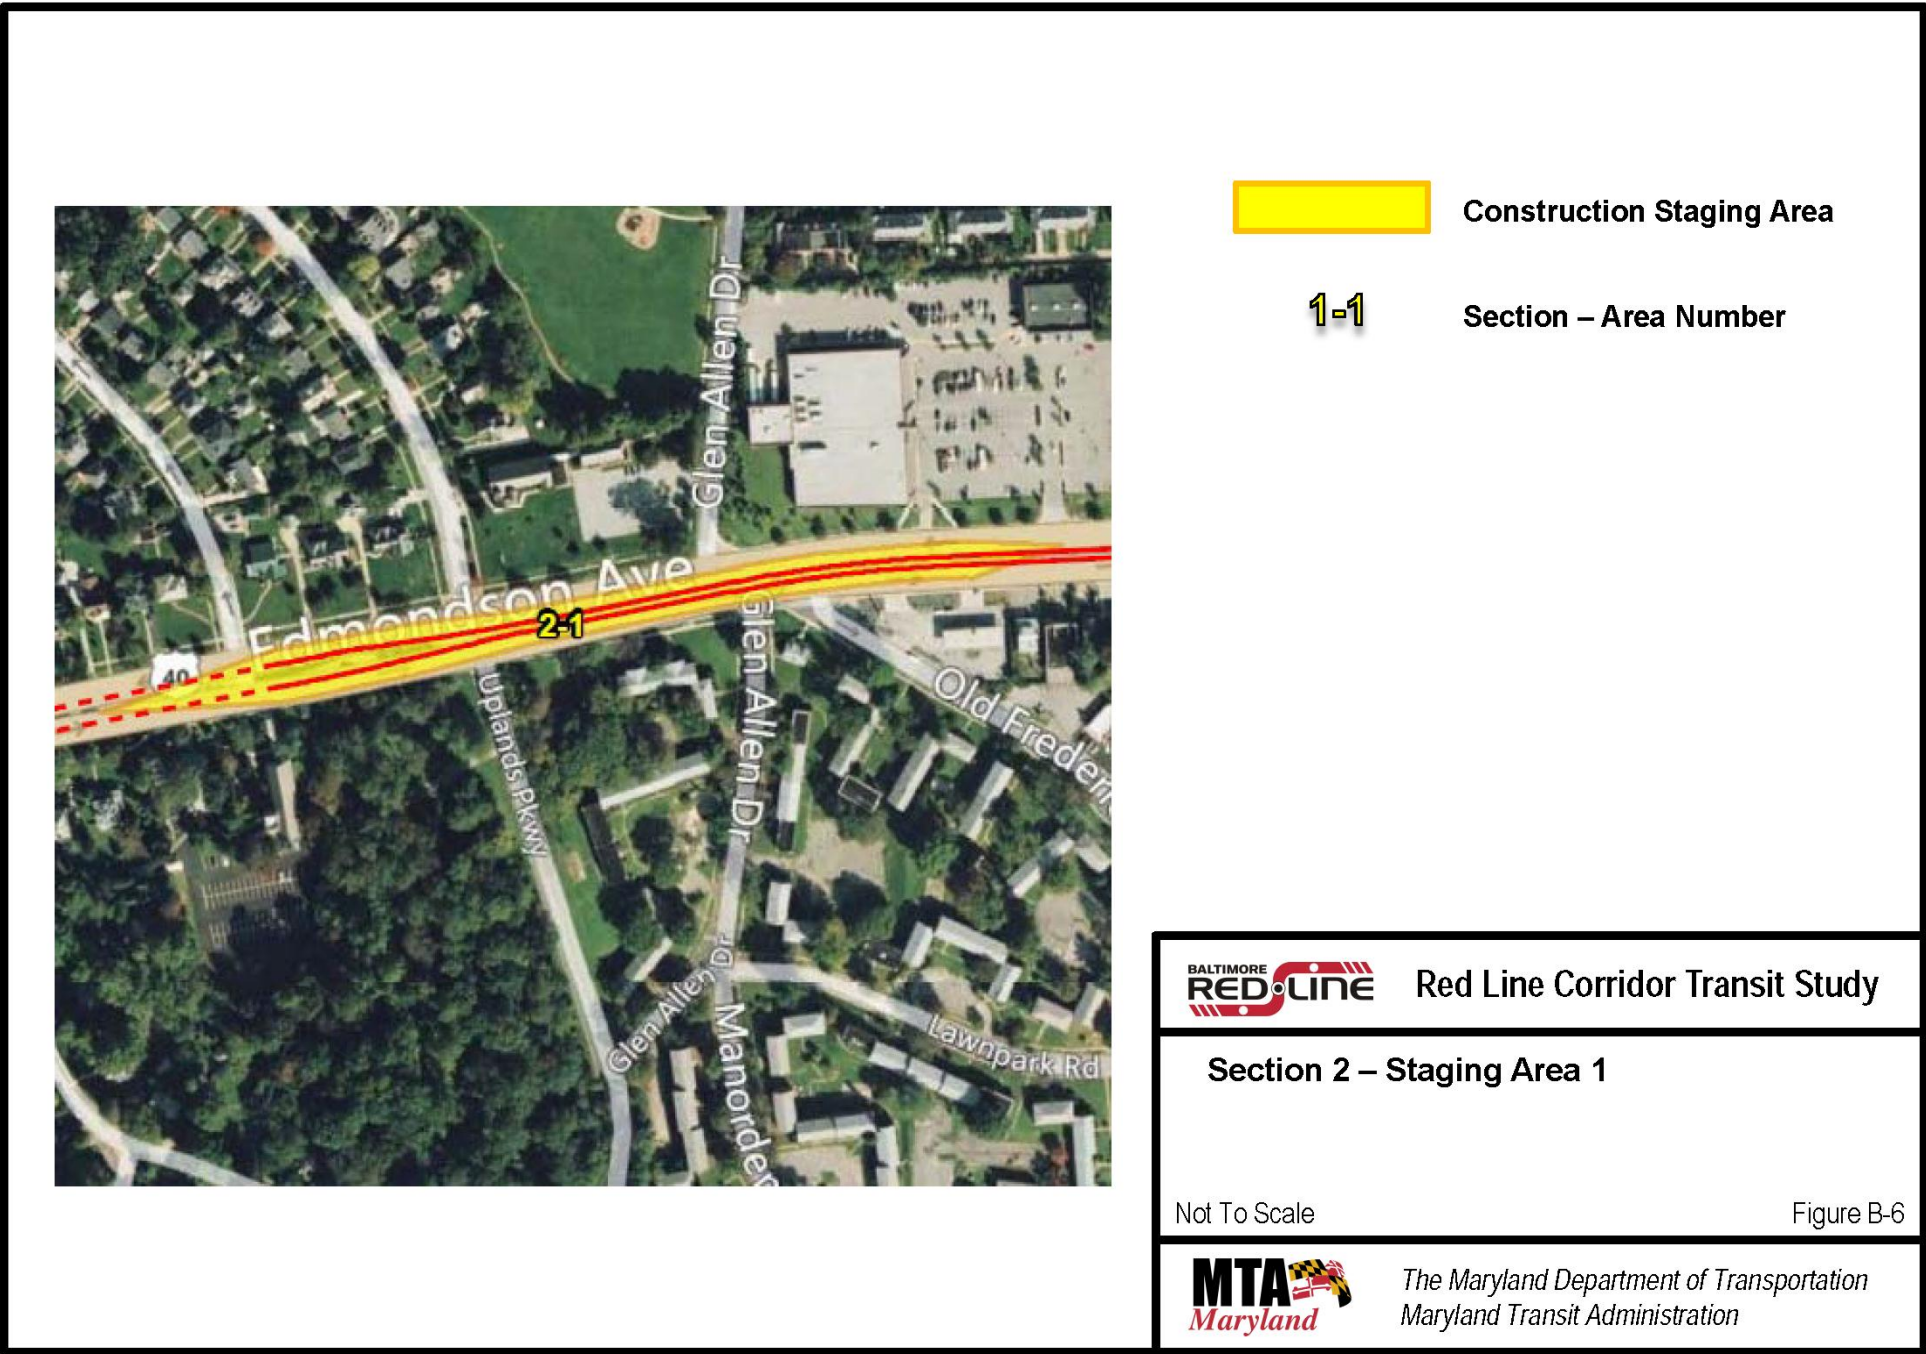 Construction Staging Area
1-1
Section – Area Number
Glen Allen Dr
Edmondson Ave
2-1
40
Uplands Pkwy
Glen Allen Dr
Glen Allen Dr
Manorden
Lawnpark Rd
BALTIMORE
RED LINE
Red Line Corridor Transit Study
Section 2 – Staging Area 1
Not To Scale
Figure B-6
MTA
Maryland
The Maryland Department of Transportation
Maryland Transit Administration
Old Frederi